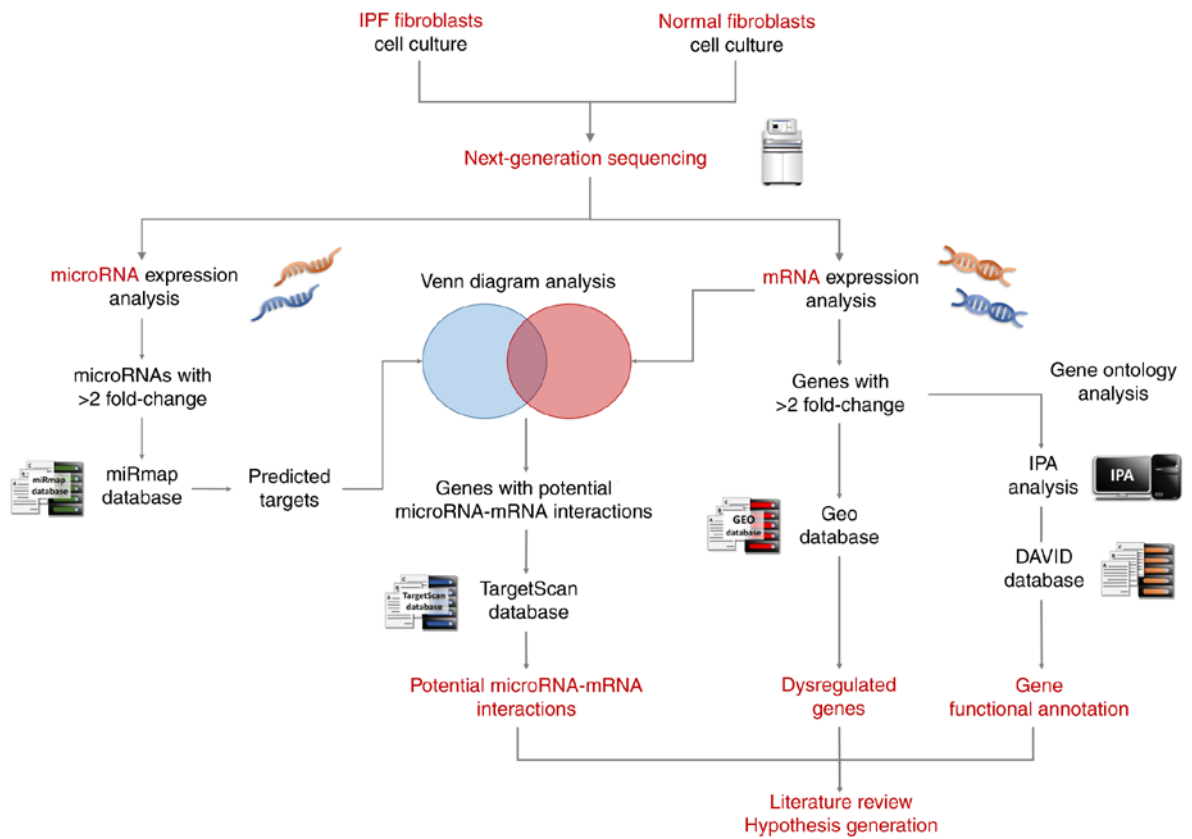 IPF fibroblasts
cell culture
Normal fibroblasts
cell culture
Next-generation sequencing
microRNA expression
analysis
Venn diagram analysis
mRNA expression
analysis
microRNAs with
>2 fold-change
Genes with
>2 fold-change
Gene ontology
analysis
miRmap
database
miRmap
database
Predicted
targets
Genes with potential
microRNA-mRNA interactions
GEO
database
Geo
database
IPA
analysis
IPA
TargetScan
database
TargetScan
database
DAVID
database
Potential microRNA-mRNA
interactions
Dysregulated
genes
Gene
functional annotation
Literature review
Hypothesis generation